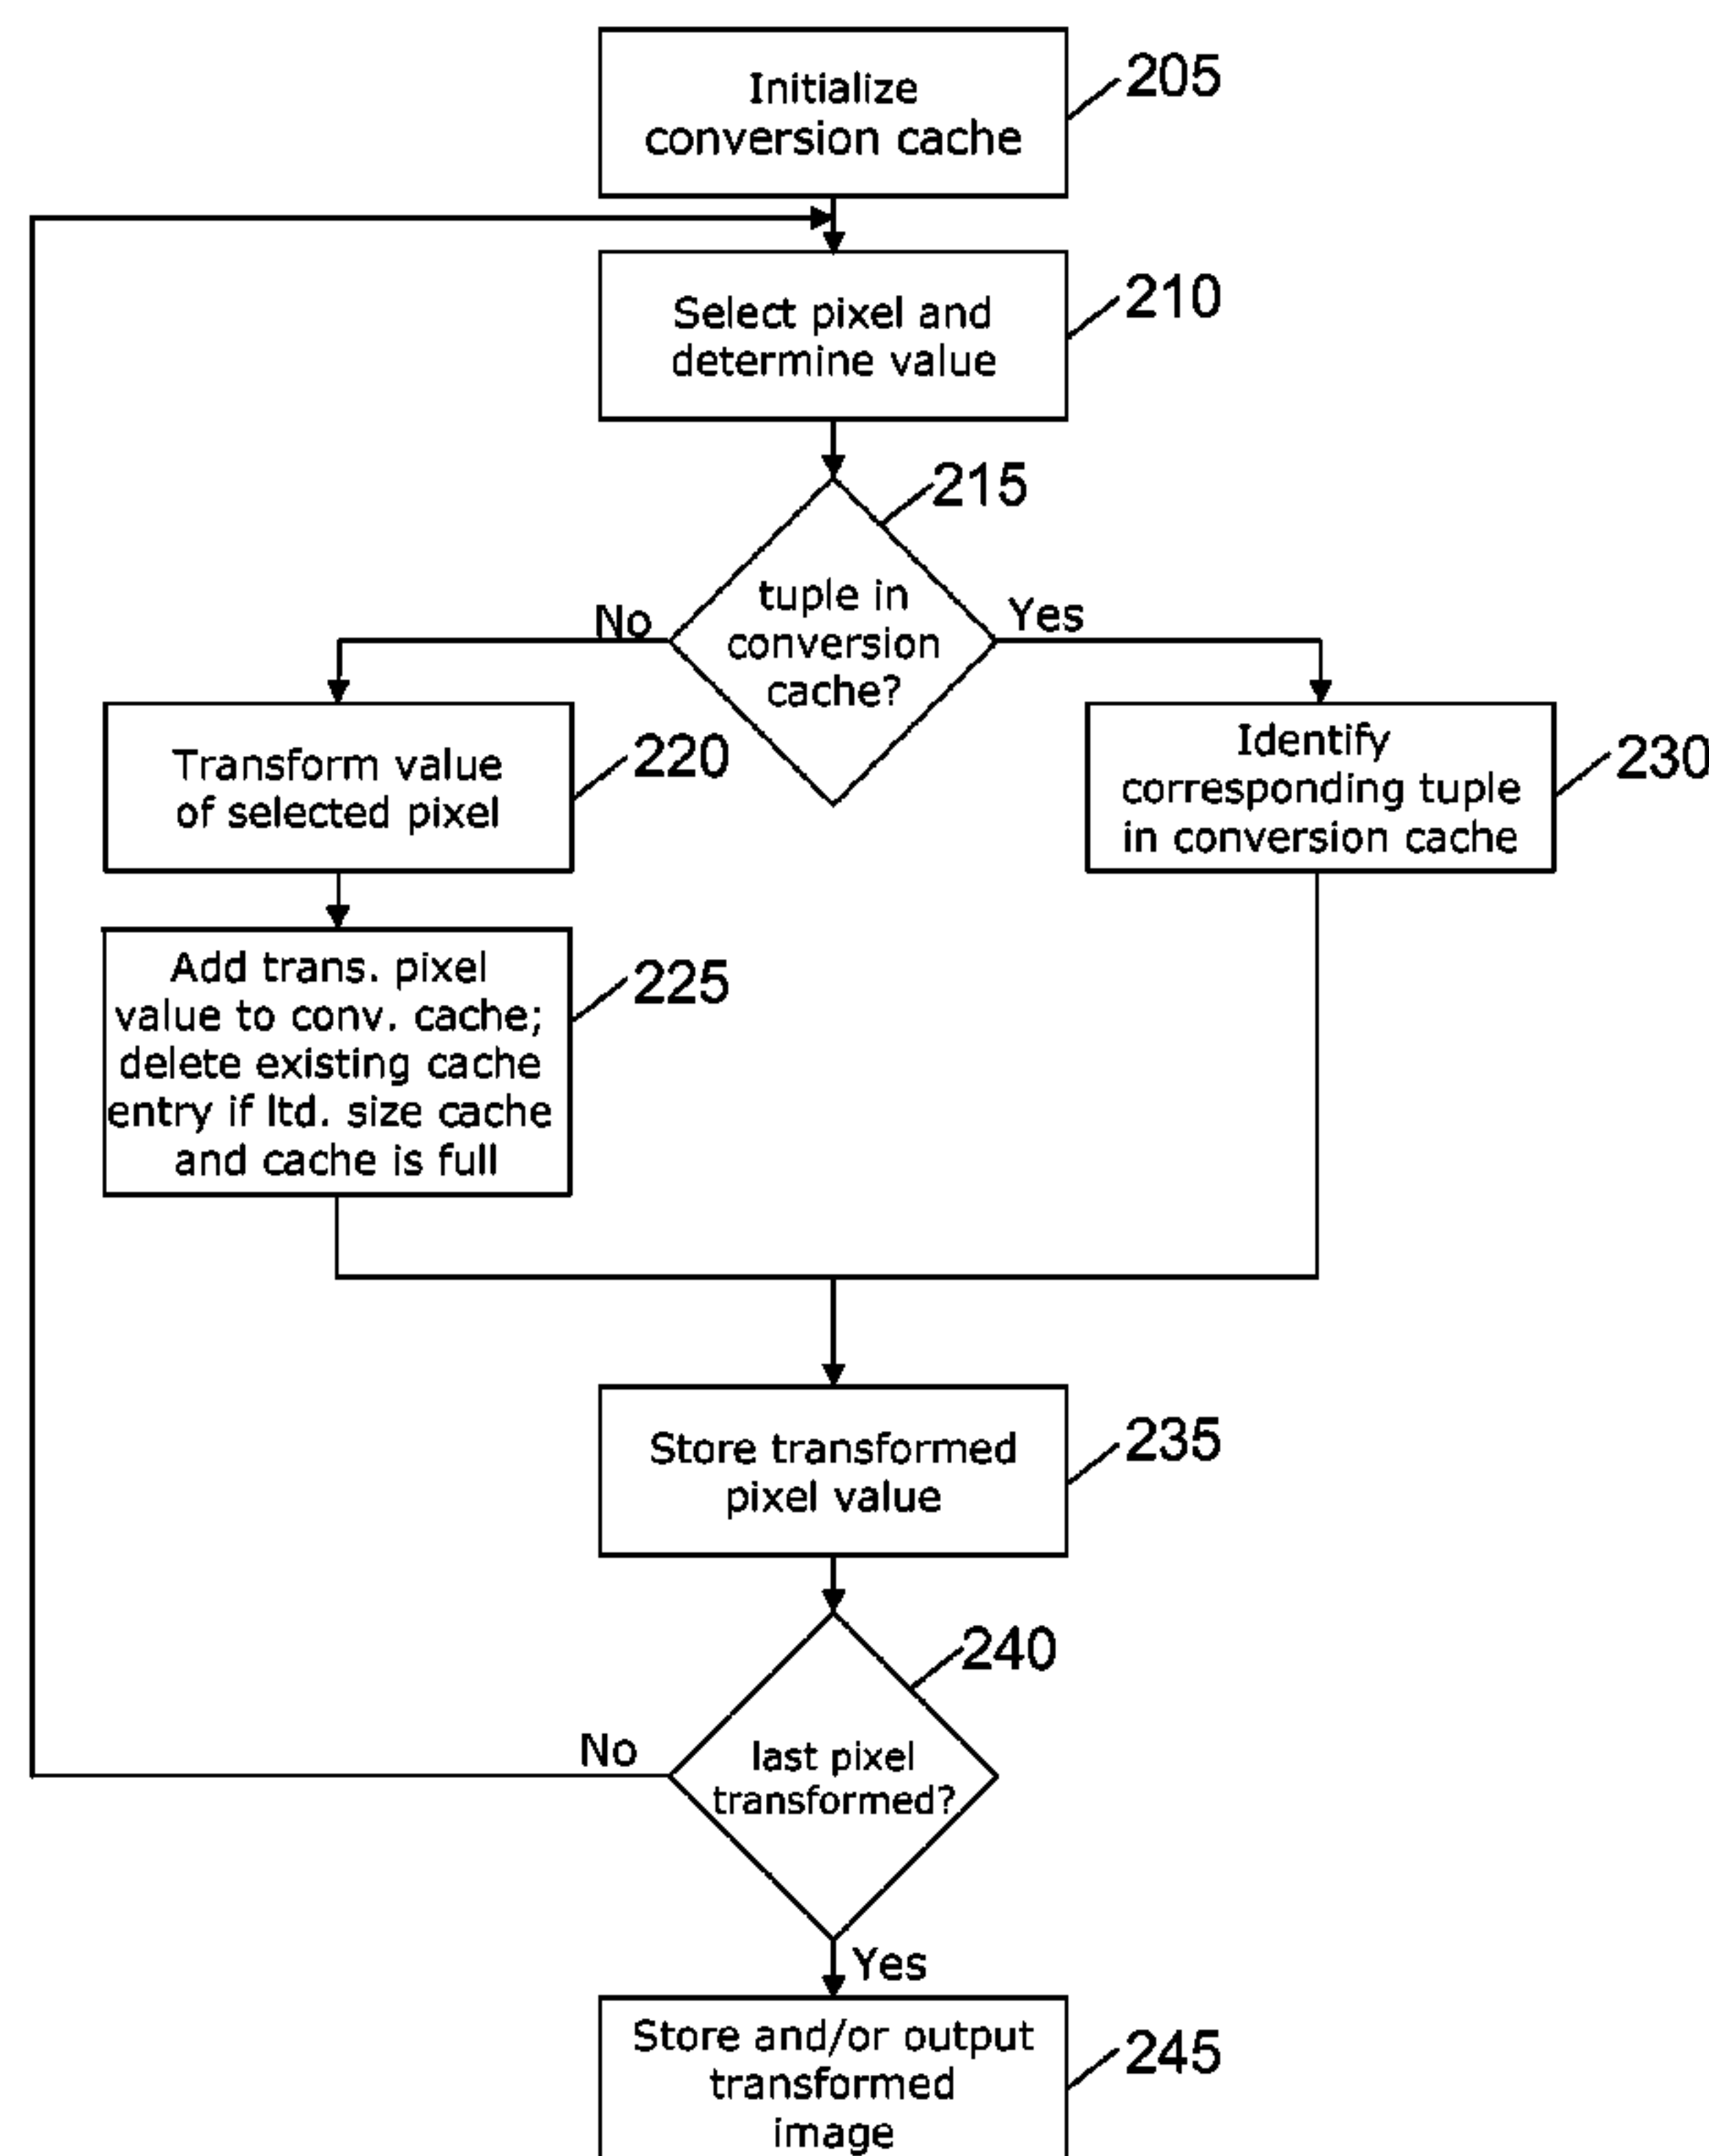 Initialize
conversion cache
205
Select pixel and
determine value
210
215
tuple in
conversion
cache?
No
Yes
Transform value
of selected pixel
220
Identify
corresponding tuple
in conversion cache
230
Add trans. pixel
value to conv. cache;
delete existing cache
entry if ltd. size cache
and cache is full
225
Store transformed
pixel value
235
240
last pixel
transformed?
No
Yes
Store and/or output
transformed
image
245